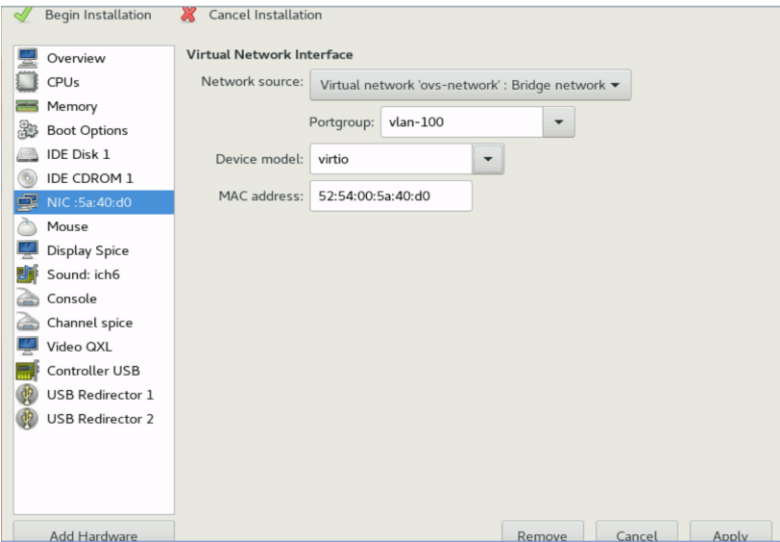 Begin Installation
Cancel Installation
Overview
CPUs
Memory
Boot Options
IDE Disk 1
IDE CDROM 1
NIC :5a:40:d0
Mouse
Display Spice
Sound: ich6
Console
Channel spice
Video QXL
Controller USB
USB Redirector 1
USB Redirector 2
Add Hardware
Virtual Network Interface
Network source: Virtual network 'ovs-network' : Bridge network
Portgroup: vlan-100
Device model: virtio
MAC address: 52:54:00:5a:40:d0
Remove
Cancel
Apply